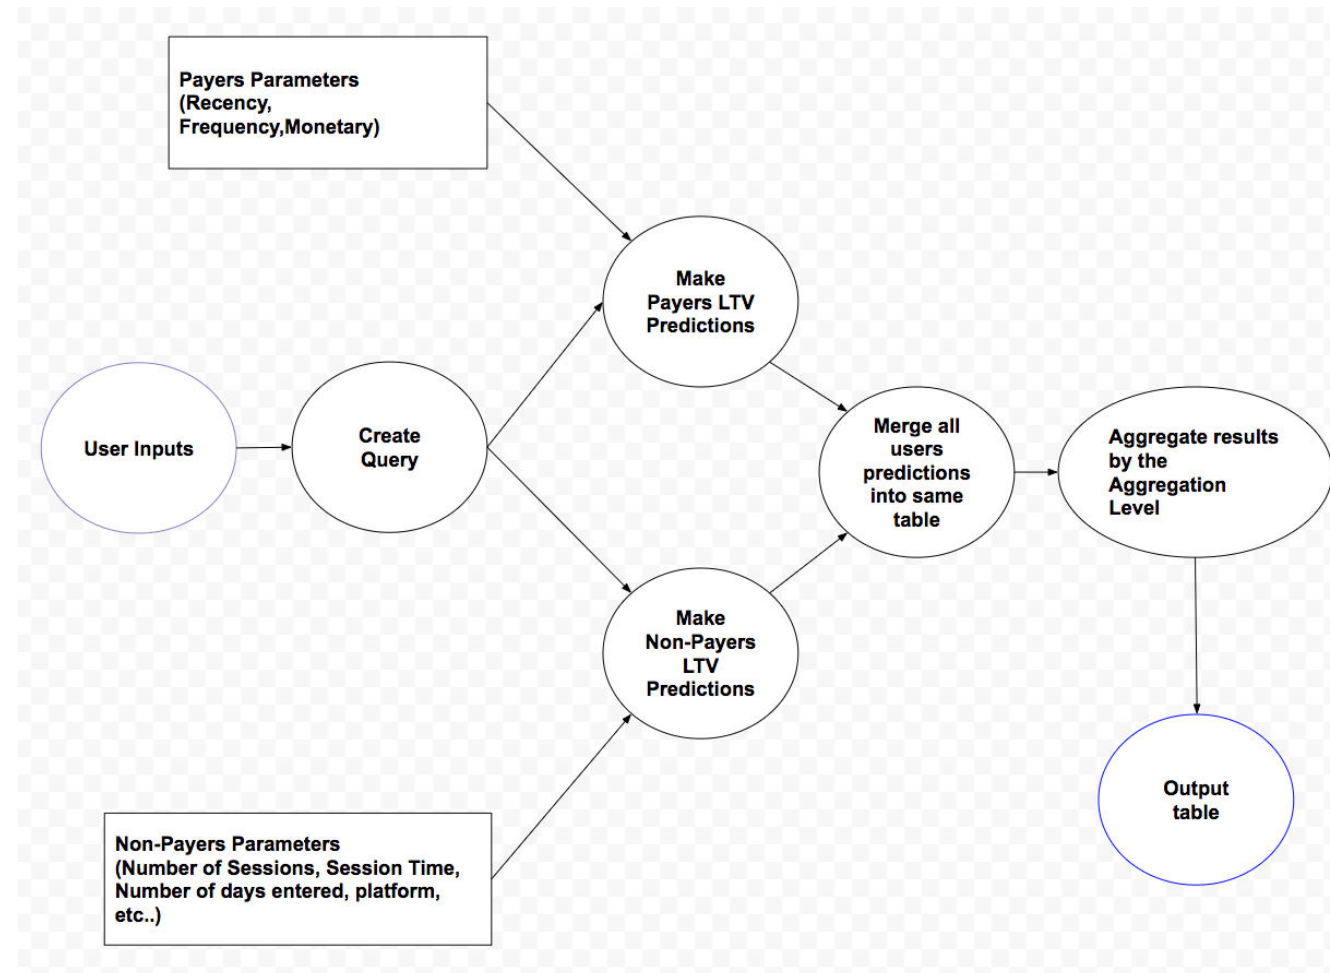 Payers Parameters
(Recency,
Frequency,Monetary)
Make
Payers LTV
Predictions
User Inputs
Create
Query
Merge all
users
predictions
into same
table
Aggregate results
by the
Aggregation
Level
Make
Non-Payers
LTV
Predictions
Output
table
Non-Payers Parameters
(Number of Sessions, Session Time,
Number of days entered, platform,
etc..)